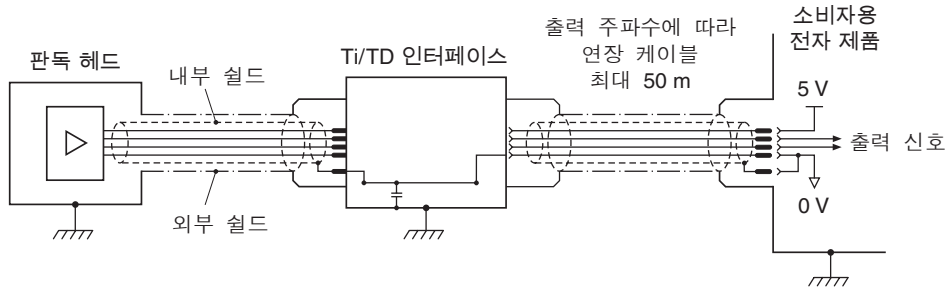 판독 헤드
내부 쉴드
외부 쉴드
Ti/TD 인터페이스
출력 주파수에 따라
연장 케이블
최대 50 m
소비자용
전자 제품
5 V
출력 신호
0 V